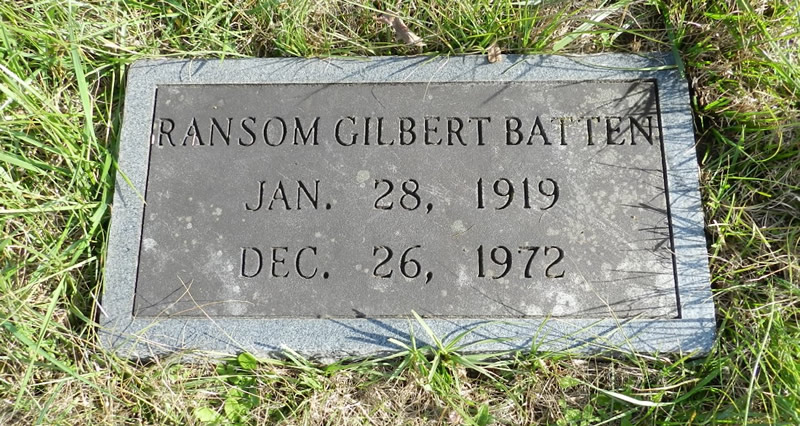 RANSOM GILBERT BATTEN
JAN. 28, 1919
DEC. 26, 1972